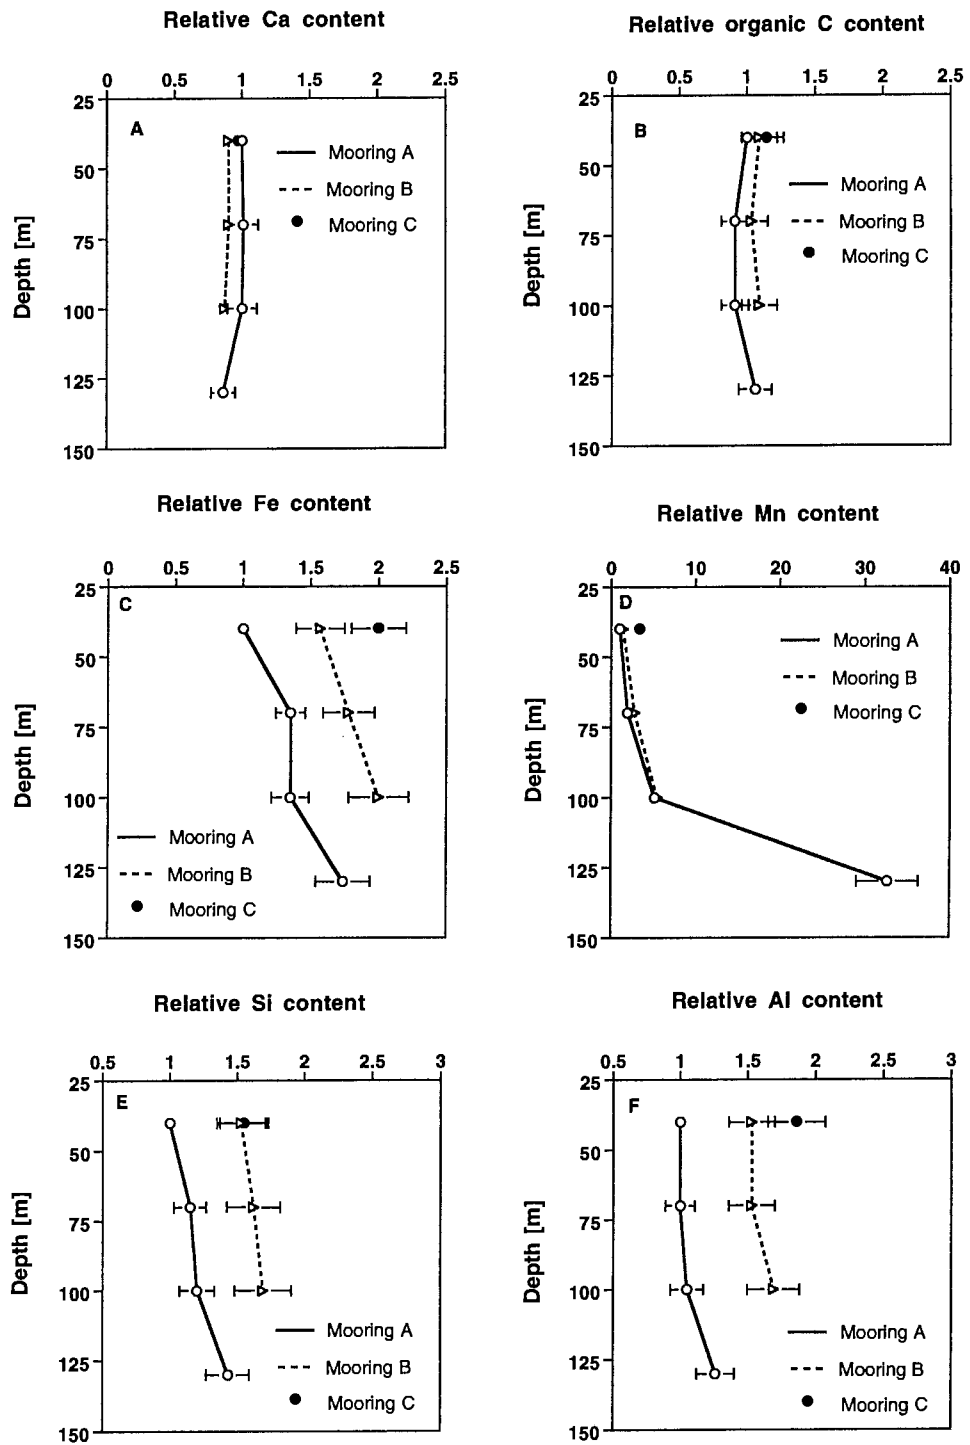 Relative Ca content
0 0.5 1 1.5 2 2.5
25
50
75
100
125
150
Depth [m]
A
Mooring A
Mooring B
Mooring C
Relative organic C content
0 0.5 1 1.5 2 2.5
25
50
75
100
125
150
Depth [m]
B
Mooring A
Mooring B
Mooring C
Relative Fe content
0 0.5 1 1.5 2 2.5
25
50
75
100
125
150
Depth [m]
C
Mooring A
Mooring B
Mooring C
Relative Mn content
0 10 20 30 40
25
50
75
100
125
150
Depth [m]
D
Mooring A
Mooring B
Mooring C
Relative Si content
0.5 1 1.5 2 2.5 3
25
50
75
100
125
150
Depth [m]
E
Mooring A
Mooring B
Mooring C
Relative Al content
0.5 1 1.5 2 2.5 3
25
50
75
100
125
150
Depth [m]
F
Mooring A
Mooring B
Mooring C